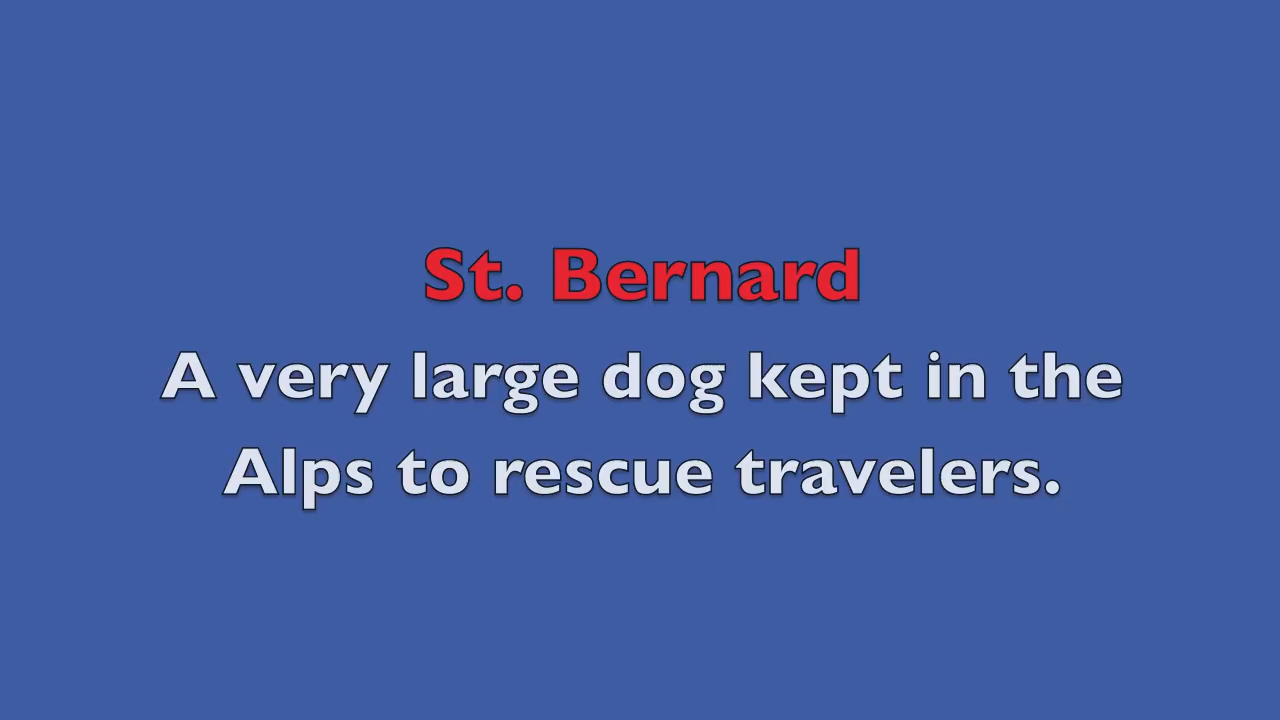 St. Bernard
A very large dog kept in the
Alps to rescue travelers.